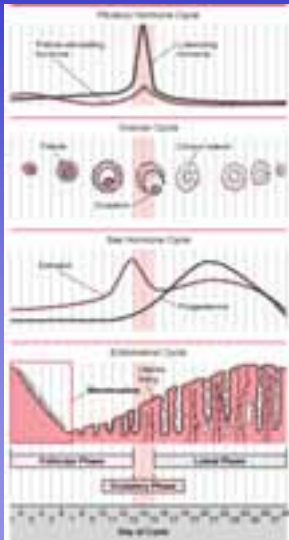 Pituitary Hormone Cycle
Follicle-stimulating
hormone
Luteinizing
hormone
Ovarian Cycle
Follicle
Corpus luteum
Ovulation
Sex Hormone Cycle
Estrogen
Progesterone
Endometrial Cycle
Menstruation
Follicular Phase
Luteal Phase
Ovulatory Phase
Day of Cycle